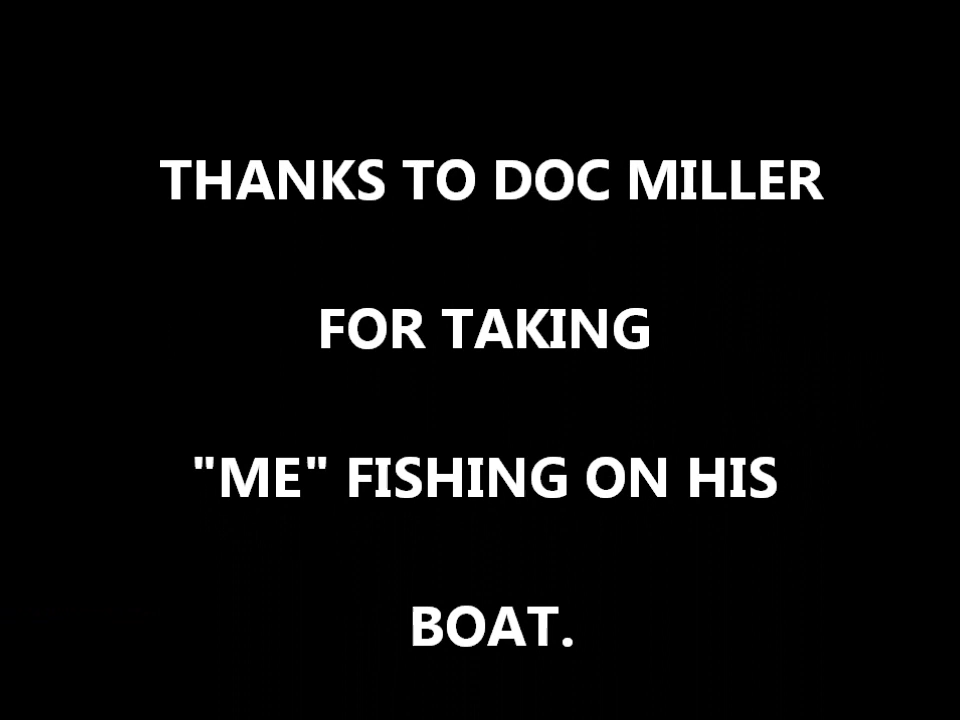 THANKS TO DOC MILLER
FOR TAKING
"ME" FISHING ON HIS
BOAT.